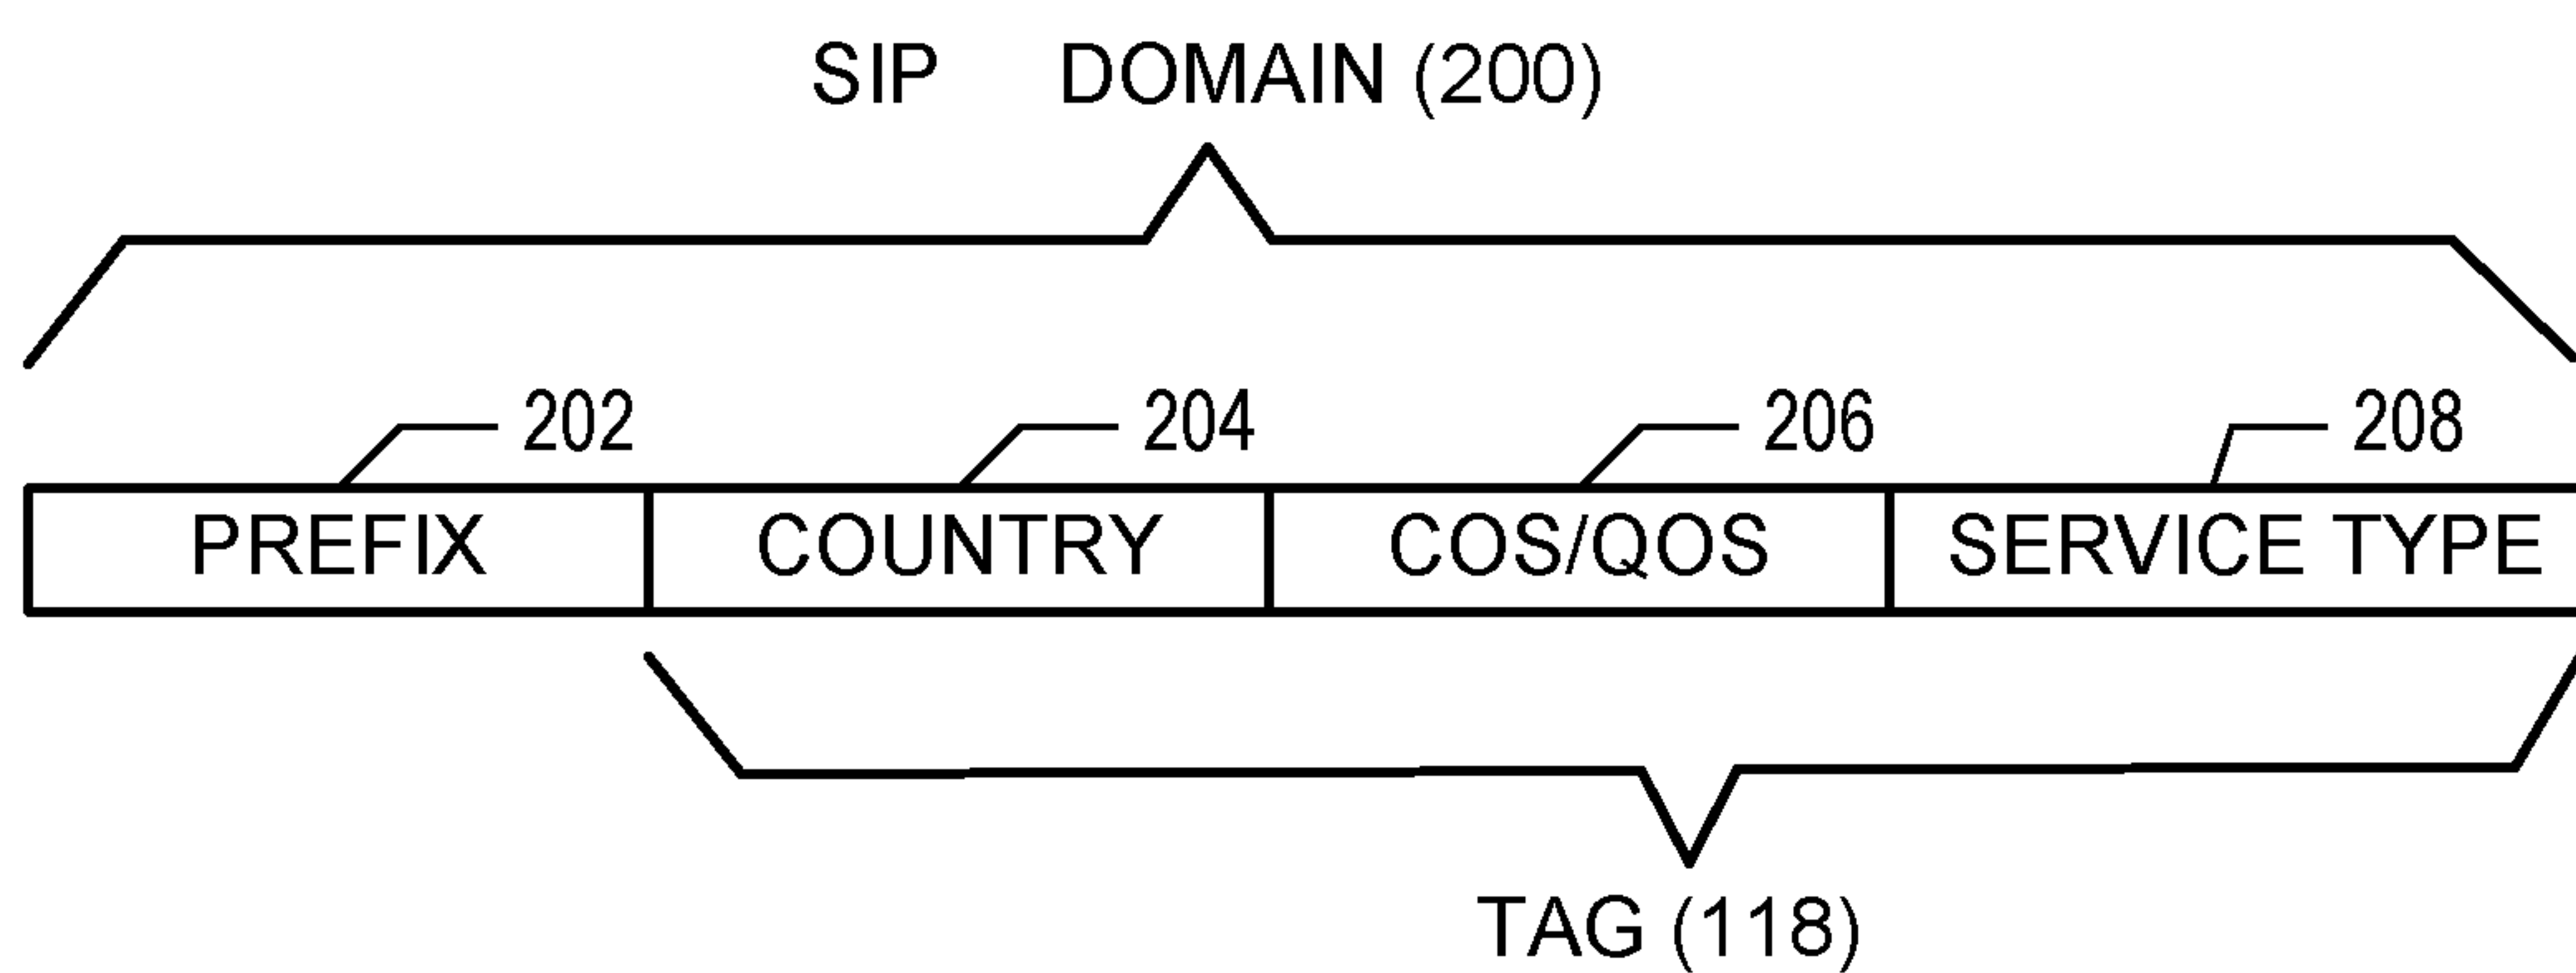 SIP DOMAIN (200)
202 204 206 208
PREFIX COUNTRY COS/QOS SERVICE TYPE
TAG (118)